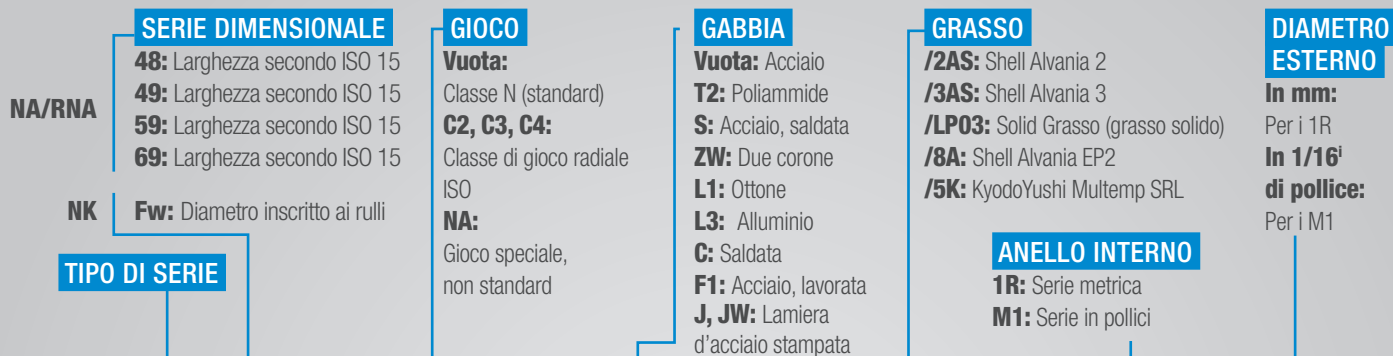 SERIE DIMENSIONALE
48: Larghezza secondo ISO 15
49: Larghezza secondo ISO 15
59: Larghezza secondo ISO 15
69: Larghezza secondo ISO 15
NA/RNA
NK
Fw: Diametro inscritto ai rulli
TIPO DI SERIE
GIOCO
Vuota:
Classe N (standard)
C2, C3, C4:
Classe di gioco radiale
ISO
NA:
Gioco speciale,
non standard
GABBIA
Vuota: Acciaio
T2: Poliammide
S: Acciaio, saldata
ZW: Due corone
L1: Ottone
L3: Alluminio
C: Saldata
F1: Acciaio, lavorata
J, JW: Lamiera
d'acciaio stampata
GRASSO
/2AS: Shell Alvania 2
/3AS: Shell Alvania 3
/LP03: Solid Grasso (grasso solido)
/8A: Shell Alvania EP2
/5K: KyodoYushi Multemp SRL
ANELLO INTERNO
1R: Serie metrica
M1: Serie in pollici
DIAMETRO
ESTERNO
In mm:
Per i 1R
In 1/16i
di pollice:
Per i M1